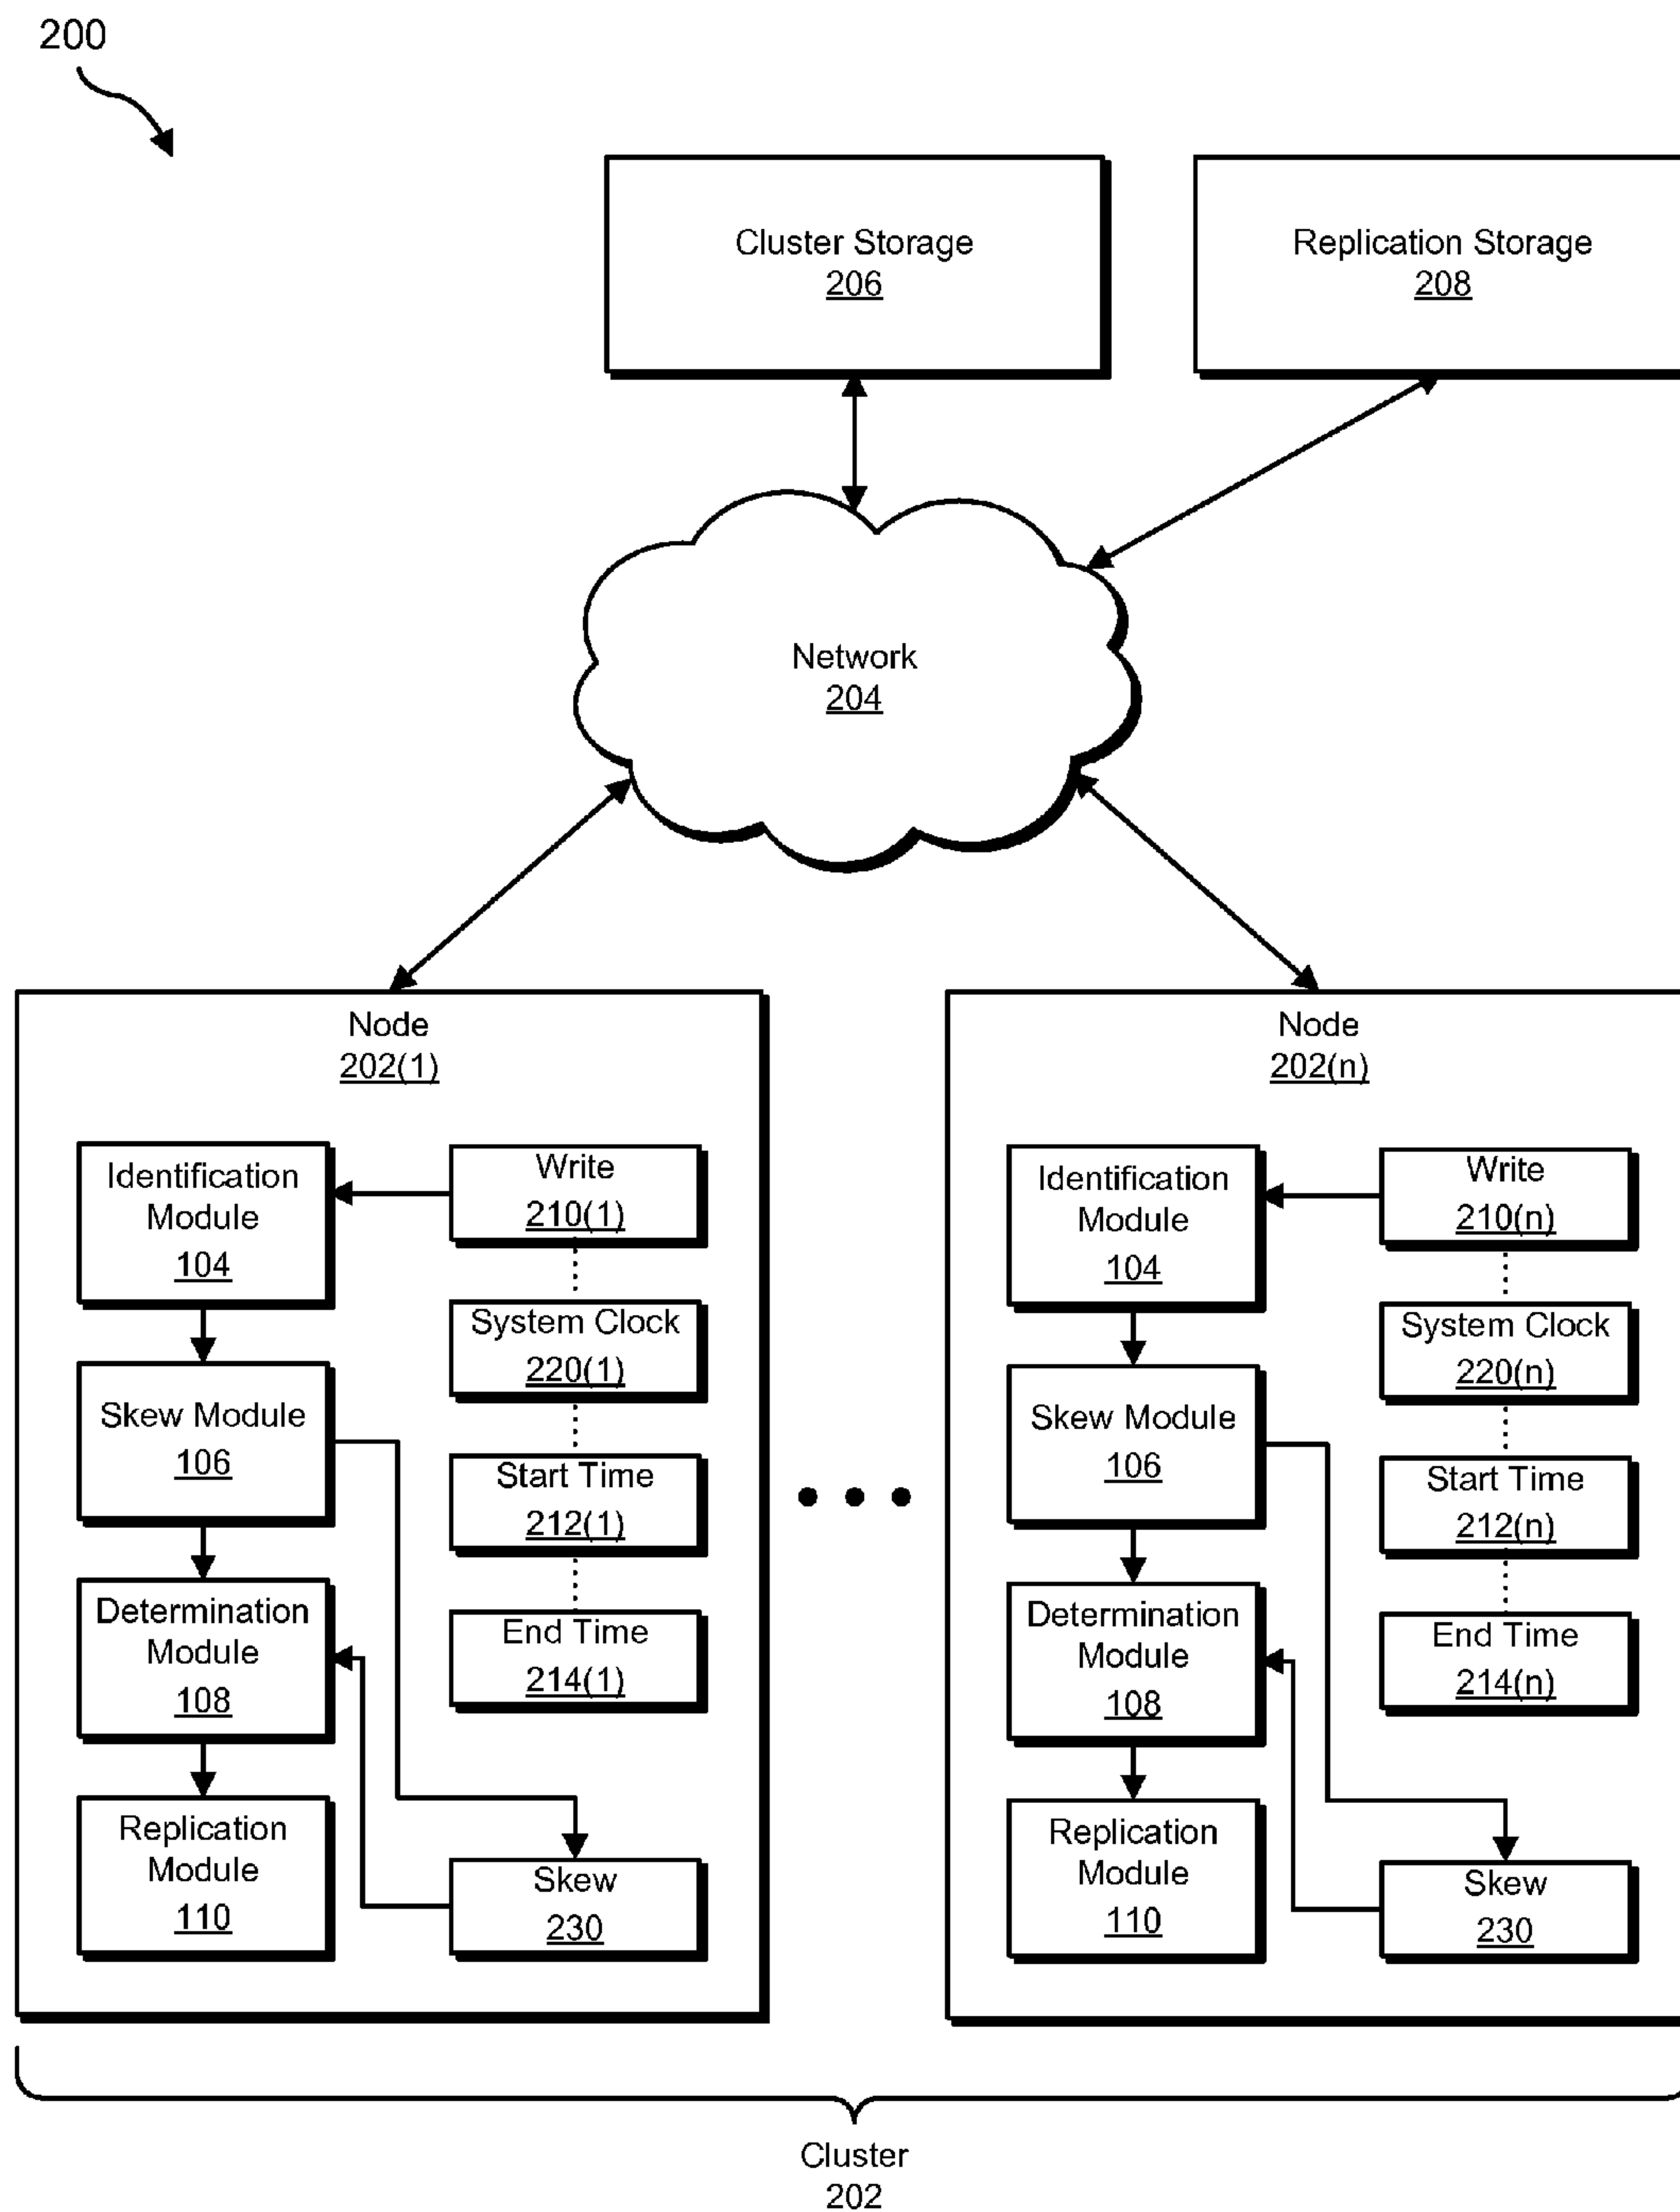 200
Cluster Storage
206
Replication Storage
208
Network
204
Node
202(1)
Identification
Module
104
Write
210(1)
System Clock
220(1)
Skew Module
106
Start Time
212(1)
Determination
Module
108
End Time
214(1)
Replication
Module
110
Skew
230
Node
202(n)
Identification
Module
104
Write
210(n)
System Clock
220(n)
Skew Module
106
Start Time
212(n)
Determination
Module
108
End Time
214(n)
Replication
Module
110
Skew
230
Cluster
202